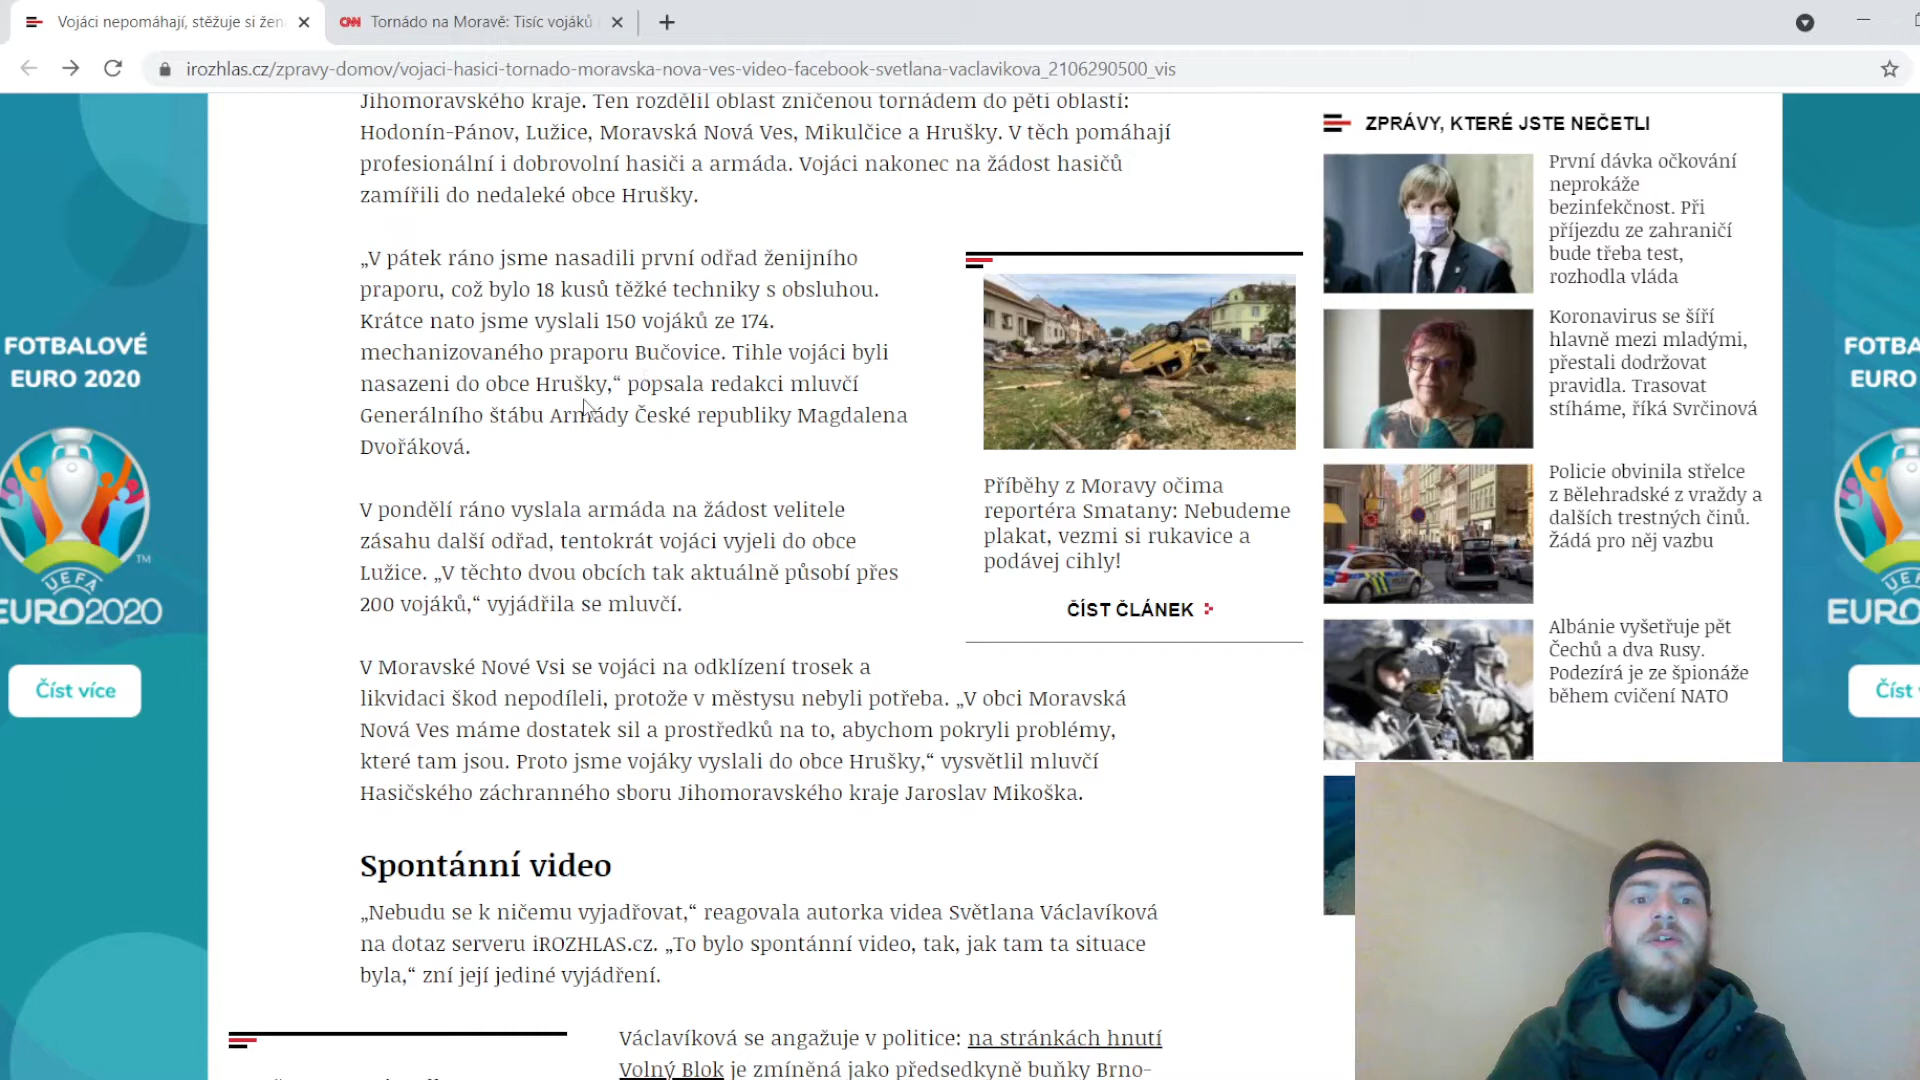 Vojáci nepomáhají, stěžuje si žen
Tornádo na Moravě: Tisíc vojáků
irozhlas.cz/zpravy-domov/vojaci-hasici-tornado-moravska-nova-ves-video-facebook-svetlana-vaclavikova_2106290500_vis
Jihomoravského kraje. Ten rozdělil oblast zničenou tornádem do pěti oblastí:
Hodonín-Pánov, Lužice, Moravská Nová Ves, Mikulčice a Hrušky. V těch pomáhají
profesionální i dobrovolní hasiči a armáda. Vojáci nakonec na žádost hasičů
zamířili do nedaleké obce Hrušky.
„V pátek ráno jsme nasadili první odřad ženijního
praporu, což bylo 18 kusů těžké techniky s obsluhou.
Krátce nato jsme vyslali 150 vojáků ze 174.
mechanizovaného praporu Bučovice. Tihle vojáci byli
nasazeni do obce Hrušky,“ popsala redakci mluvčí
Generálního štábu Armády České republiky Magdalena
Dvořáková.
V pondělí ráno vyslala armáda na žádost velitele
zásahu další odřad, tentokrát vojáci vyjeli do obce
Lužice. „V těchto dvou obcích tak aktuálně působí přes
200 vojáků,“ vyjádřila se mluvčí.
V Moravské Nové Vsi se vojáci na odklízení trosek a
likvidaci škod nepodíleli, protože v městysu nebyli potřeba. „V obci Moravská
Nová Ves máme dostatek sil a prostředků na to, abychom pokryli problémy,
které tam jsou. Proto jsme vojáky vyslali do obce Hrušky,“ vysvětlil mluvčí
Hasičského záchranného sboru Jihomoravského kraje Jaroslav Mikoška.
Spontánní video
„Nebudu se k ničemu vyjadřovat,“ reagovala autorka videa Světlana Václavíková
na dotaz serveru iROZHLAS.cz. „To bylo spontánní video, tak, jak tam ta situace
byla,“ zní její jediné vyjádření.
Václavíková se angažuje v politice: na stránkách hnutí
Volný Blok je zmíněná jako předsedkyně buňky Brno-
Příběhy z Moravy očima
reportéra Smatany: Nebudeme
plakat, vezmi si rukavice a
podávej cihly!
ČÍST ČLÁNEK
ZPRÁVY, KTERÉ JSTE NEČETLI
První dávka očkování
neprokáže
bezinfekčnost. Při
příjezdu ze zahraničí
bude třeba test,
rozhodla vláda
Koronavirus se šíří
hlavně mezi mladými,
přestali dodržovat
pravidla. Trasovat
stíháme, říká Svrčinová
Policie obvinila střelce
z Bělehradské z vraždy a
dalších trestných činů.
Žádá pro něj vazbu
Albánie vyšetřuje pět
Čechů a dva Rusy.
Podezírá je ze špionáže
během cvičení NATO
FOTBALOVÉ
EURO 2020
TM
UEFA
EURO2020
Číst více
FOTBA
EURO
UEFA
EURO
Číst
CNN